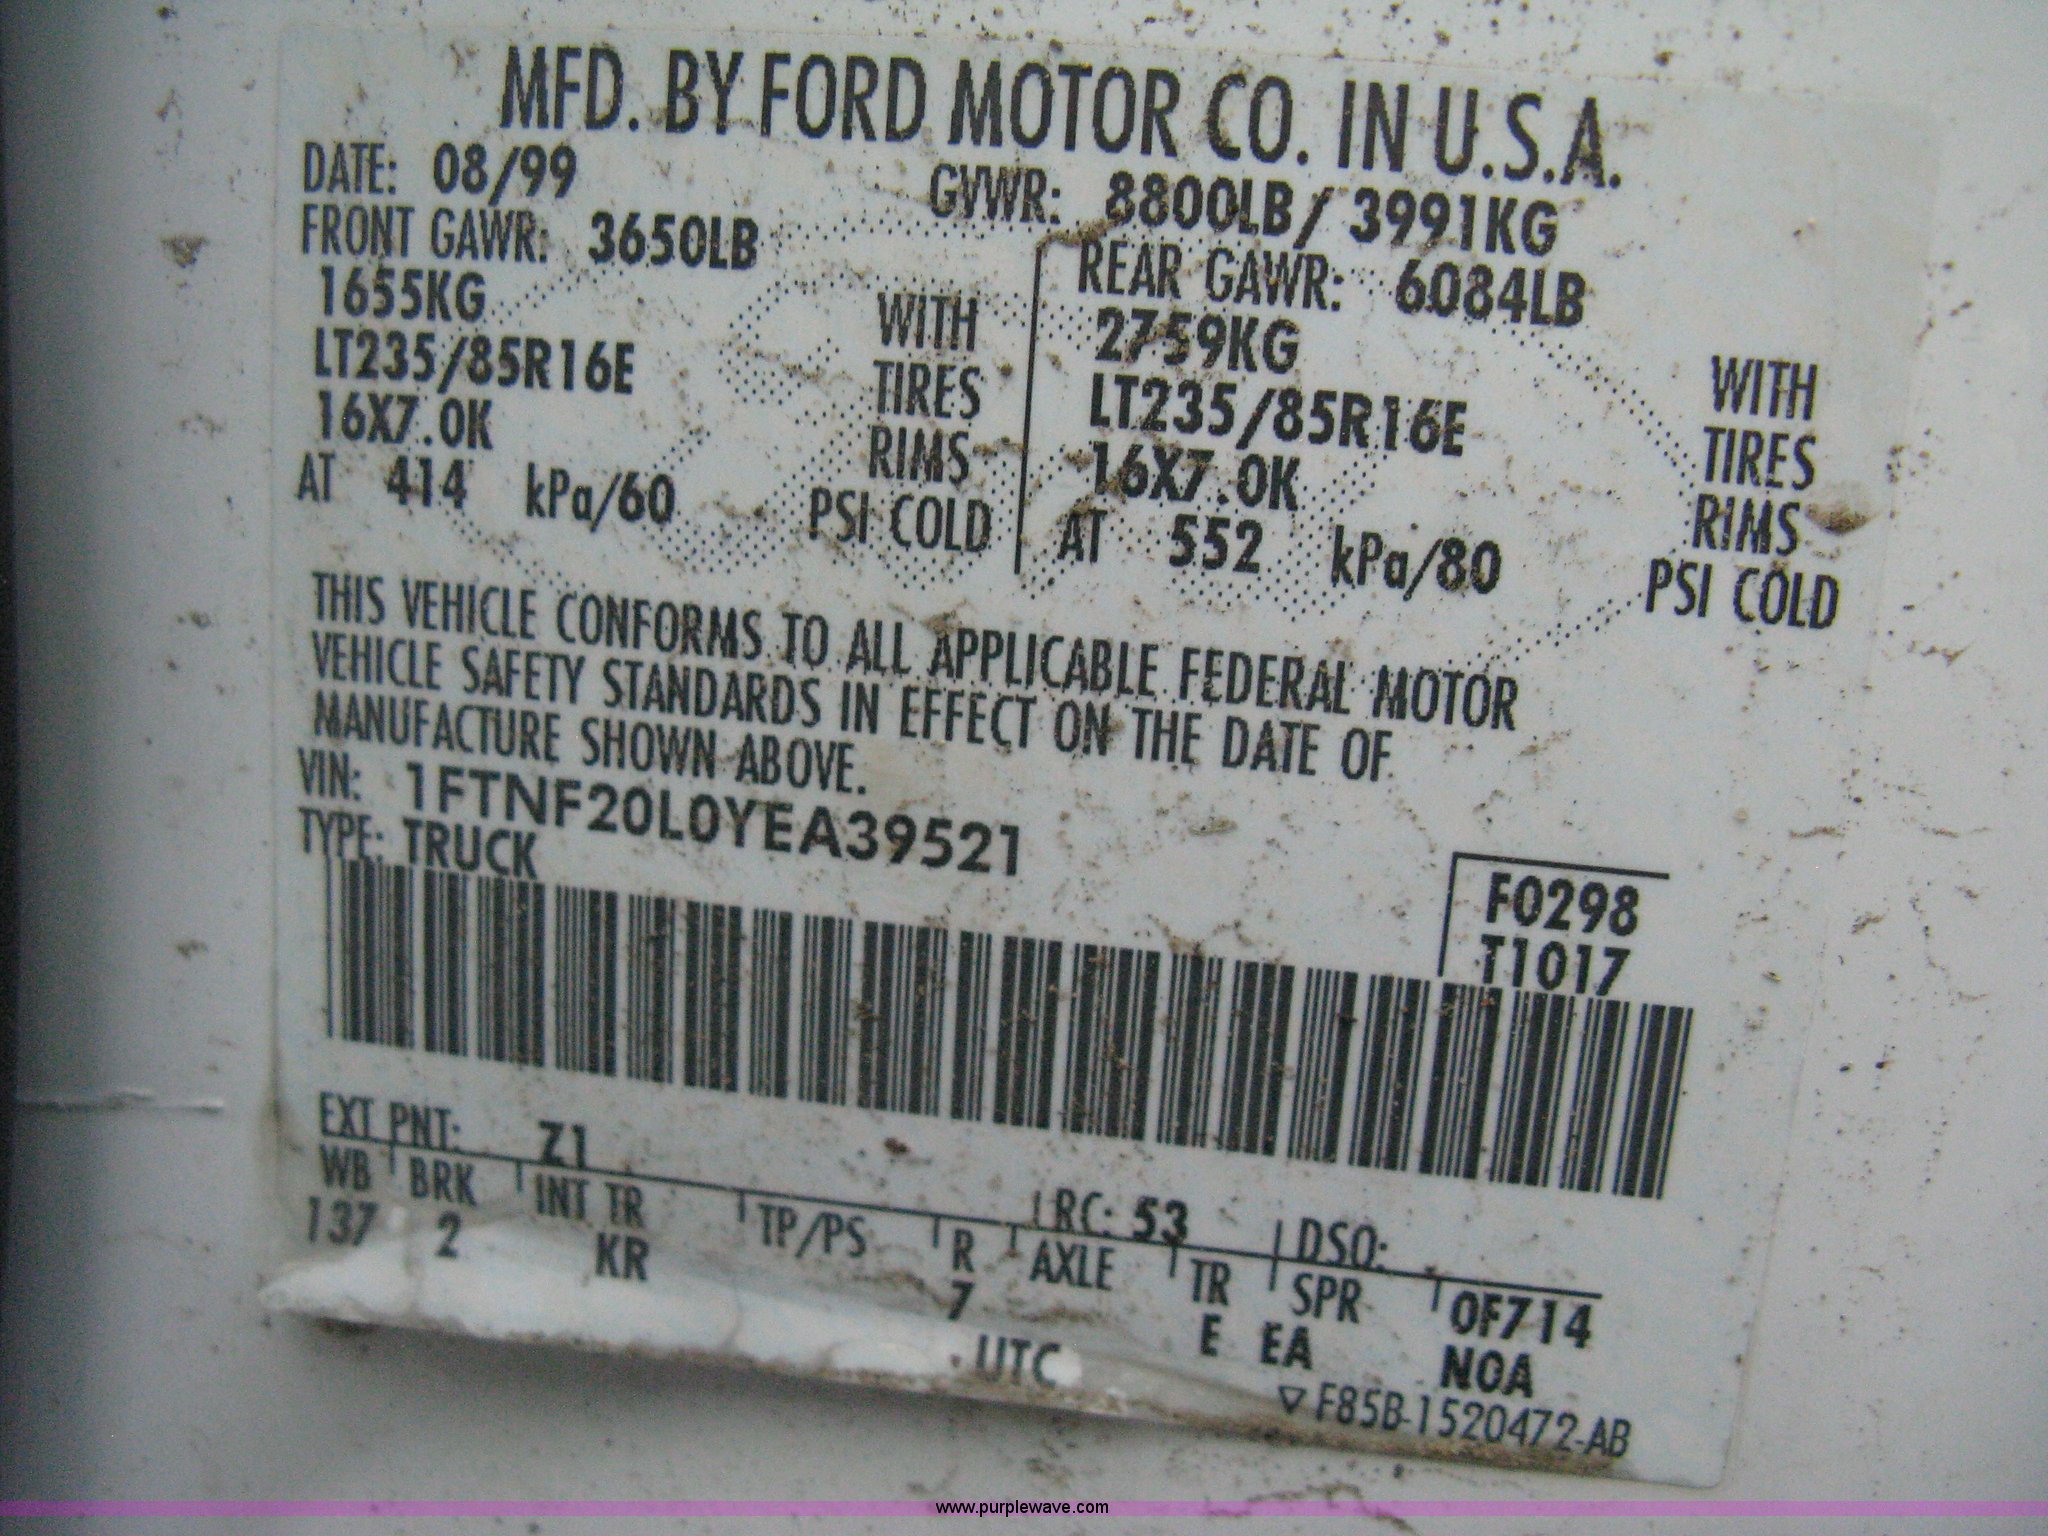 MFD. BY FORD MOTOR CO. IN U.S.A.
DATE: 08/99 GVWR: 8800LB/ 3991KG
FRONT GAWR: 3650LB REAR GAWR: 6084LB
1655KG WITH 2759KG WITH
LT235/85R16E TIRES LT235/85R16E TIRES
16X7.0K RIMS 16X7.0K RIMS
AT 414 kPa/60 PSI COLD AT 552 kPa/80 PSI COLD
THIS VEHICLE CONFORMS TO ALL APPLICABLE FEDERAL MOTOR
VEHICLE SAFETY STANDARDS IN EFFECT ON THE DATE OF
MANUFACTURE SHOWN ABOVE.
VIN: 1FTNF20L0YEA39521
TYPE: TRUCK
F0298
T1017
EXT PNT: Z1 RC: 53 DSO:
WB BRK INT TR TP/PS R AXLE TR SPR 0F714
137 2 KR 7 E EA N0A
UTC
▽ F85B-1520472-AB
www.purplewave.com